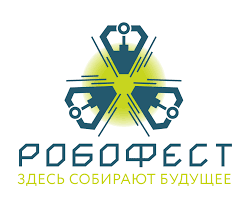 РОБОФЕСТ
ЗДЕСЬ СОБИРАЮТ БУДУЩЕЕ